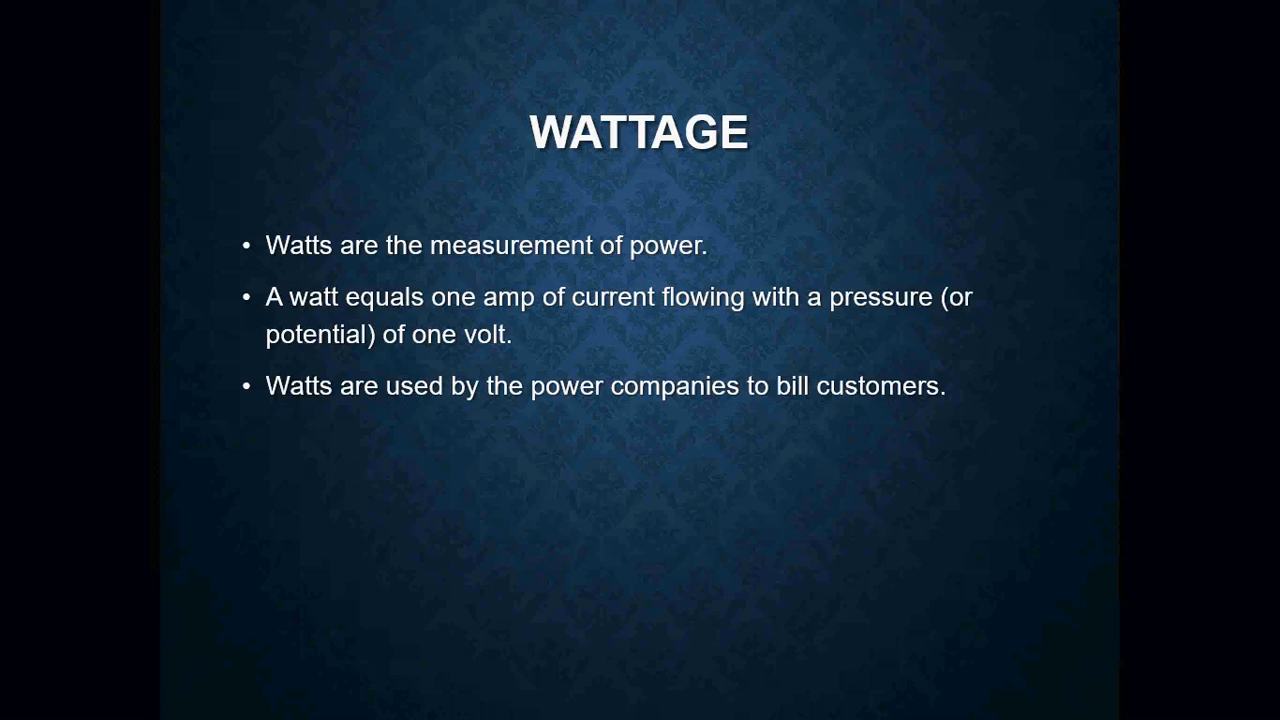 WATTAGE
• Watts are the measurement of power.
• A watt equals one amp of current flowing with a pressure (or
potential) of one volt.
• Watts are used by the power companies to bill customers.